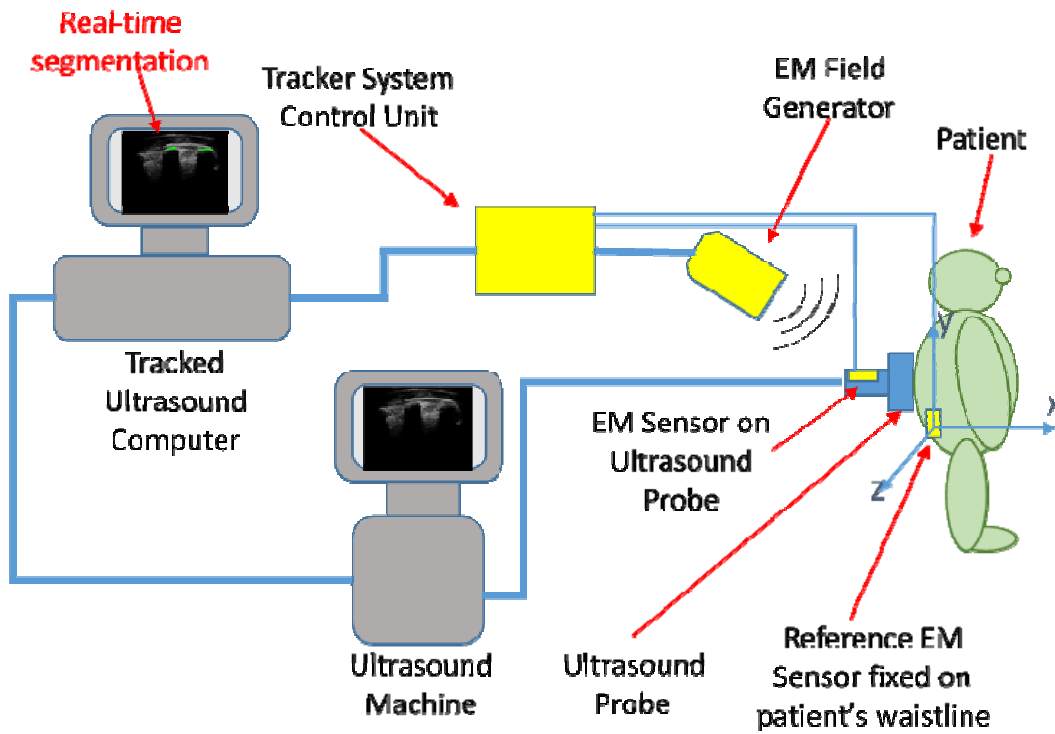 Real-time
segmentation
Tracker System
Control Unit
EM Field
Generator
Patient
y
x
z
Tracked
Ultrasound
Computer
EM Sensor on
Ultrasound
Probe
Ultrasound
Machine
Ultrasound
Probe
Reference EM
Sensor fixed on
patient's waistline